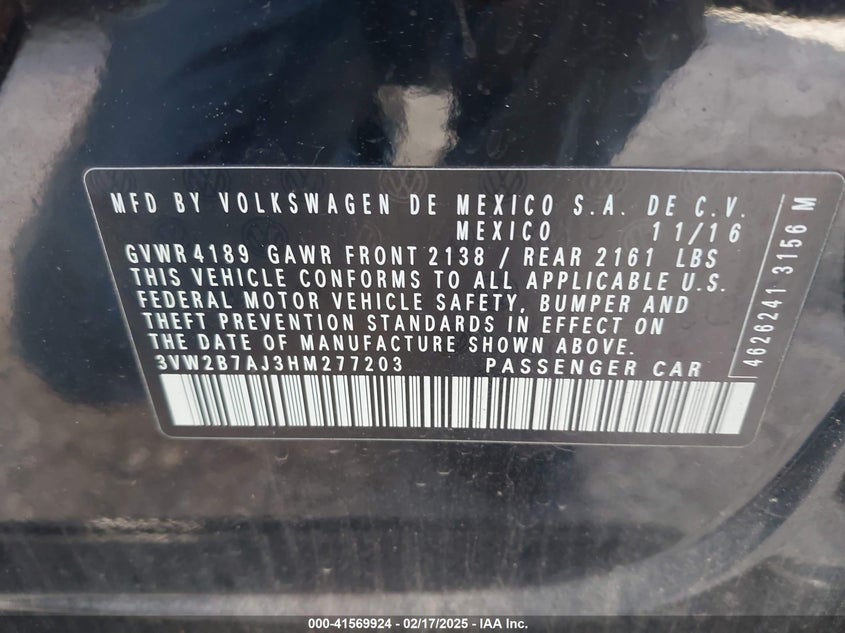 MFD BY VOLKSWAGEN DE MEXICO S.A. DE C.V.
MEXICO 11/16
GVWR 4189 GAWR FRONT 2138 / REAR 2161 LBS
THIS VEHICLE CONFORMS TO ALL APPLICABLE U.S.
FEDERAL MOTOR VEHICLE SAFETY, BUMPER AND
THEFT PREVENTION STANDARDS IN EFFECT ON
THE DATE OF MANUFACTURE SHOWN ABOVE.
3VW2B7AJ3HM277203 PASSENGER CAR
4626241 3156 M
000-41569924 - 02/17/2025 - IAA Inc.